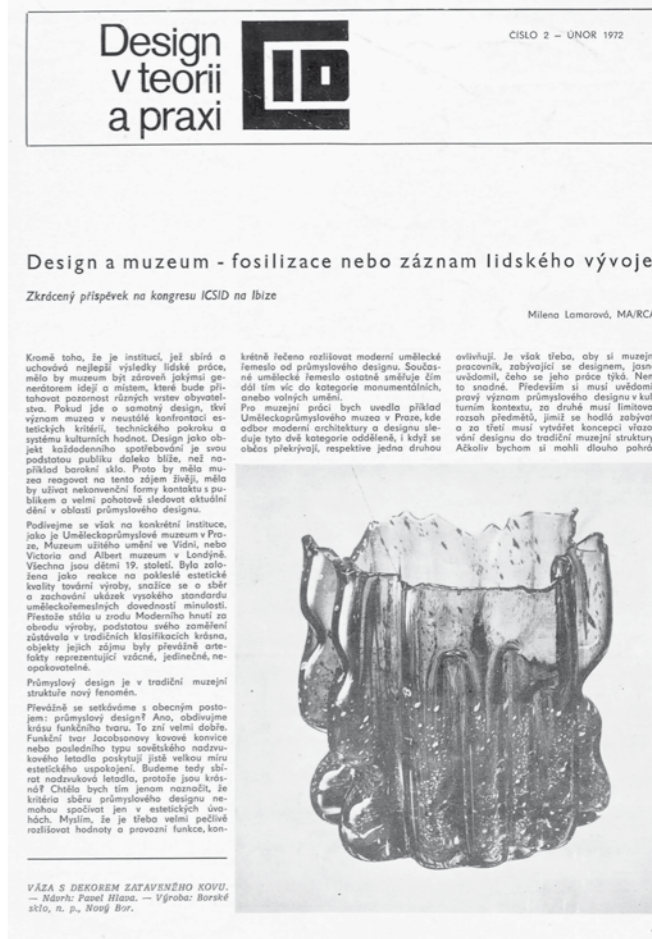 Design
v teorii
a praxi
ČÍSLO 2 – ÚNOR 1972
Design a muzeum - fosilizace nebo záznam lidského vývoje
Zkrácený příspěvek na kongresu ICSID na Ibize
Milena Lamarová, MA/RCA
Kromě toho, že je institucí, jež sbírá a
uchovává nejlepší výsledky lidské práce,
mělo by muzeum být zároveň jakýmsi ge-
nerátorem idejí a místem, které bude při-
tahovat pozornost různých vrstev obyvatel-
stva. Pokud jde o samotný design, tkví
význam muzea v neustálé konfrontaci es-
tetických kritérií, technického pokroku a
systému kulturních hodnot. Design jako ob-
jekt každodenního spotřebování je svou
podstatou publiku daleko blíže, než na-
příklad barokní sklo. Proto by měla mu-
zea reagovat na tento zájem živěji, měla
by užívat nekonvenční formy kontaktu s pu-
blikem a velmi pohotově sledovat aktuální
dění v oblasti průmyslového designu.
Podívejme se však na konkrétní instituce,
jako je Uměleckoprůmyslové muzeum v Pra-
ze, Muzeum užitého umění ve Vídni, nebo
Victoria and Albert muzeum v Londýně.
Všechna jsou dětmi 19. století. Byla zalo-
žena jako reakce na pokleslé estetické
kvality tovární výroby, snažíce se o sběr
a zachování ukázek vysokého standardu
uměleckořemeslných dovedností minulosti.
Přestože stála u zrodu Moderního hnutí za
obrodu výroby, podstatou svého zaměření
zůstávala v tradičních klasifikacích krásna,
objekty jejich zájmu byly převážně arte-
fakty reprezentující vzácné, jedinečné, ne-
opakovatelné.
Průmyslový design je v tradiční muzejní
struktuře nový fenomén.
Převážně se setkáváme s obecným posto-
jem: průmyslový design? Ano, obdivujme
krásu funkčního tvaru. To zní velmi dobře.
Funkční tvar Jacobsonovy kovové konvice
nebo posledního typu sovětského nadzvu-
kového letadla poskytují jistě velkou míru
estetického uspokojení. Budeme tedy sbí-
rat nadzvuková letadla, protože jsou krás-
ná? Chtěla bych tím jenom naznačit, že
kritéria sběru průmyslového designu ne-
mohou spočívat jen v estetických úva-
hách. Myslím, že je třeba velmi pečlivě
rozlišovat hodnoty a provozní funkce, kon-
krétně řečeno rozlišovat moderní umělecké
řemeslo od průmyslového designu. Součas-
né umělecké řemeslo ostatně směřuje čím
dál tím víc do kategorie monumentálních,
anebo volných umění.
Pro muzejní práci bych uvedla příklad
Uměleckoprůmyslového muzea v Praze, kde
odbor moderní architektury a designu sle-
duje tyto dvě kategorie odděleně, i když se
občas překrývají, respektive jedna druhou
ovlivňují. Je však třeba, aby si muzejn
pracovník, zabývající se designem, jasn
uvědomil, čeho se jeho práce týká. Nen
to snadné. Především si musí uvědomi
pravý význam průmyslového designu v kul
turním kontextu, za druhé musí limitova
rozsah předmětů, jimiž se hodlá zabýva
a za třetí musí vytvářet koncepci včazo
vání designu do tradiční muzejní struktury
Ačkoliv bychom si mohli dlouho pohrá
VÁZA S DEKOREM ZATAVENÉHO KOVU.
— Návrh: Pavel Hlava. — Výroba: Borské
sklo, n. p., Nový Bor.